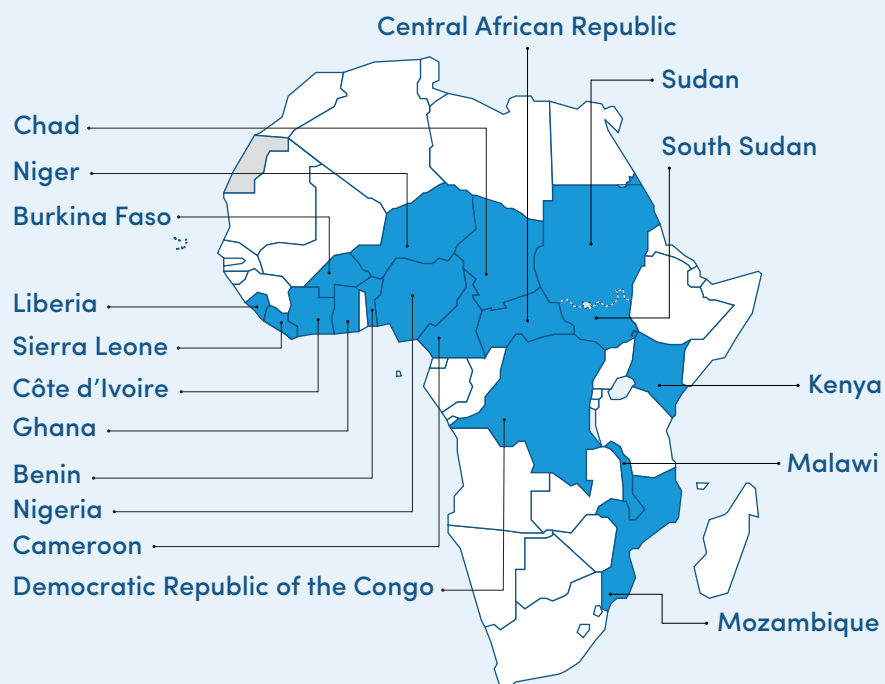 Central African Republic
Sudan
Chad
South Sudan
Niger
Burkina Faso
Liberia
Sierra Leone
Côte d’Ivoire
Kenya
Ghana
Malawi
Benin
Nigeria
Cameroon
Democratic Republic of the Congo
Mozambique